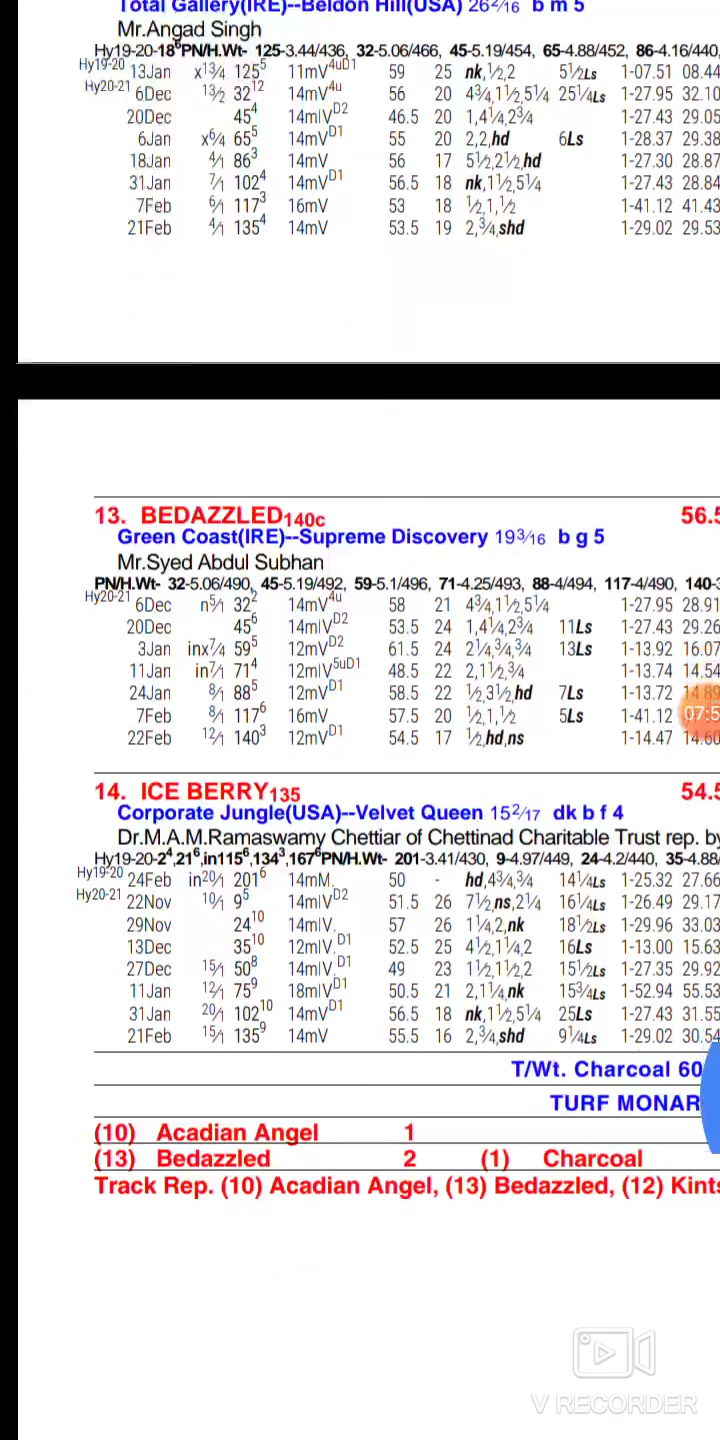 Total Gallery(IRE)--Beldon Hill(USA) 26²⁄16 b m 5
Mr.Angad Singh
Hy19-20-18⁶PN/H.Wt- 125-3.44/436, 32-5.06/466, 45-5.19/454, 65-4.88/452, 86-4.16/440,
Hy19-20 13Jan x13⁄4 125⁵ 11mV4uD1 59 25 nk,½,2 5½Ls 1-07.51 08.44
Hy20-21 6Dec 13⁄2 32¹² 14mV4u 56 20 4¾,1½,5¼ 25¼Ls 1-27.95 32.10
20Dec 45⁴ 14mIVD2 46.5 20 1,4¼,2¾ 1-27.43 29.05
6Jan x6⁄4 65⁵ 14mVD1 55 20 2,2,hd 6Ls 1-28.37 29.38
18Jan 4⁄1 86³ 14mV 56 17 5½,2½,hd 1-27.30 28.87
31Jan 7⁄1 102⁴ 14mVD1 56.5 18 nk,1½,5¼ 1-27.43 28.84
7Feb 6⁄1 117³ 16mV 53 18 ½,1,½ 1-41.12 41.43
21Feb 4⁄1 135⁴ 14mV 53.5 19 2,¾,shd 1-29.02 29.53
13. BEDAZZLED140c 56.5
Green Coast(IRE)--Supreme Discovery 19³⁄16 b g 5
Mr.Syed Abdul Subhan
PN/H.Wt- 32-5.06/490, 45-5.19/492, 59-5.1/496, 71-4.25/493, 88-4/494, 117-4/490, 140-
Hy20-21 6Dec n5⁄1 32² 14mV4u 58 21 4¾,1½,5¼ 1-27.95 28.91
20Dec 45⁶ 14mIVD2 53.5 24 1,4¼,2¾ 11Ls 1-27.43 29.26
3Jan inx7⁄4 59⁵ 12mVD2 61.5 24 2¼,¾,¾ 13Ls 1-13.92 16.07
11Jan in7⁄1 71⁴ 12mIV5uD1 48.5 22 2,1½,¾ 1-13.74 14.54
24Jan 8⁄1 88⁵ 12mVD1 58.5 22 ½,3½,hd 7Ls 1-13.72 14.89
7Feb 8⁄1 117⁶ 16mV 57.5 20 ½,1,½ 5Ls 1-41.12 07:5
22Feb 12⁄1 140³ 12mVD1 54.5 17 ½,hd,ns 1-14.47 14.60
14. ICE BERRY135 54.5
Corporate Jungle(USA)--Velvet Queen 15²⁄17 dk b f 4
Dr.M.A.M.Ramaswamy Chettiar of Chettinad Charitable Trust rep. by
Hy19-20-2⁴,21⁶,in115⁶,134³,167⁶PN/H.Wt- 201-3.41/430, 9-4.97/449, 24-4.2/440, 35-4.88/
Hy19-20 24Feb in20⁄1 201⁶ 14mM. 50 - hd,4¾,¾ 14¼Ls 1-25.32 27.66
Hy20-21 22Nov 10⁄1 9⁵ 14mIVD2 51.5 26 7½,ns,2¼ 16¼Ls 1-26.49 29.17
29Nov 24¹⁰ 14mIV. 57 26 1¼,2,nk 18½Ls 1-29.96 33.03
13Dec 35¹⁰ 12mIV.D1 52.5 25 4½,1¼,2 16Ls 1-13.00 15.63
27Dec 15⁄1 50⁸ 14mIV.D1 49 23 1½,1½,2 15½Ls 1-27.35 29.92
11Jan 12⁄1 75⁹ 18mIVD1 50.5 21 2,1¼,nk 15¾Ls 1-52.94 55.53
31Jan 20⁄1 102¹⁰ 14mVD1 56.5 18 nk,1½,5¼ 25Ls 1-27.43 31.55
21Feb 15⁄1 135⁹ 14mV 55.5 16 2,¾,shd 9¼Ls 1-29.02 30.54
T/Wt. Charcoal 60
TURF MONAR
(10) Acadian Angel 1
(13) Bedazzled 2 (1) Charcoal
Track Rep. (10) Acadian Angel, (13) Bedazzled, (12) Kints
V RECORDER